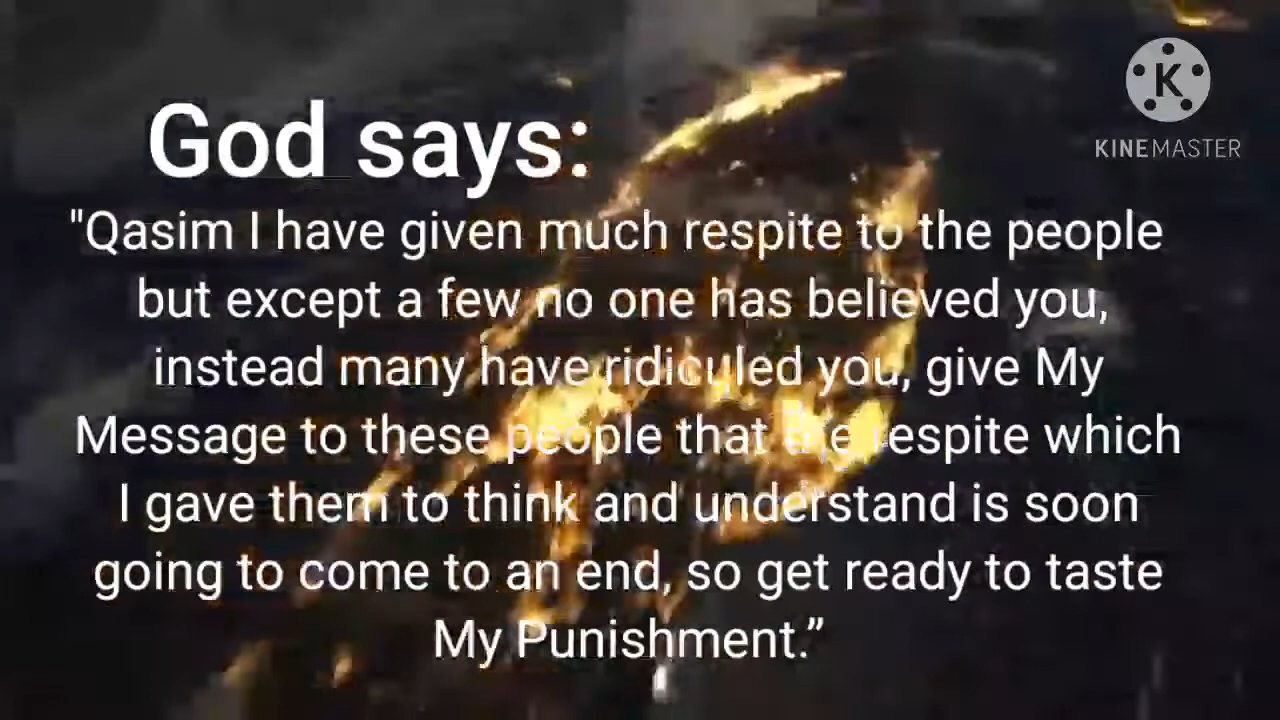 God says:
"Qasim I have given much respite to the people
but except a few no one has believed you,
instead many have ridiculed you, give My
Message to these people that the respite which
I gave them to think and understand is soon
going to come to an end, so get ready to taste
My Punishment.”
K
KINEMASTER